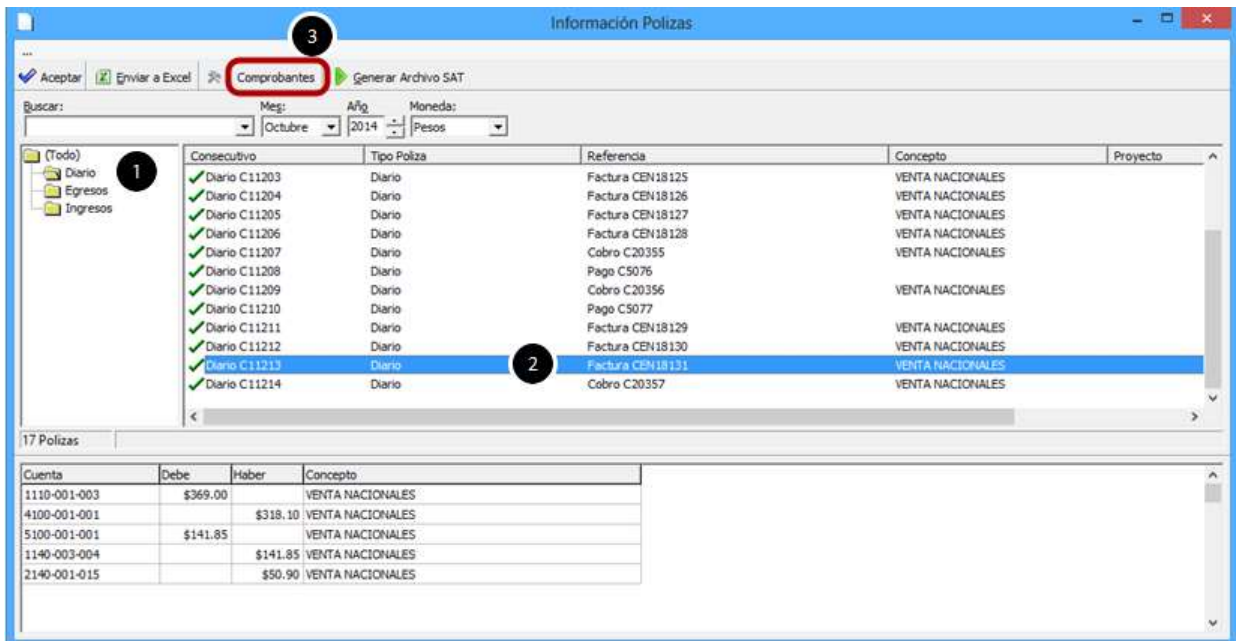 Información Polizas
3
...
Aceptar Enviar a Excel Comprobantes Generar Archivo SAT
Buscar: Mes: Año Moneda:
Octubre 2014 Pesos
(Todo)
Diario
Egresos
Ingresos
1
Consecutivo Tipo Poliza Referencia Concepto Proyecto
Diario C11203 Diario Factura CEN18125 VENTA NACIONALES
Diario C11204 Diario Factura CEN18126 VENTA NACIONALES
Diario C11205 Diario Factura CEN18127 VENTA NACIONALES
Diario C11206 Diario Factura CEN18128 VENTA NACIONALES
Diario C11207 Diario Cobro C20355 VENTA NACIONALES
Diario C11208 Diario Pago C5076
Diario C11209 Diario Cobro C20356 VENTA NACIONALES
Diario C11210 Diario Pago C5077
Diario C11211 Diario Factura CEN18129 VENTA NACIONALES
Diario C11212 Diario Factura CEN18130 VENTA NACIONALES
Diario C11213 Diario 2 Factura CEN18131 VENTA NACIONALES
Diario C11214 Diario Cobro C20357 VENTA NACIONALES
17 Polizas
Cuenta Debe Haber Concepto
1110-001-003 $369.00 VENTA NACIONALES
4100-001-001 $318.10 VENTA NACIONALES
5100-001-001 $141.85 VENTA NACIONALES
1140-003-004 $141.85 VENTA NACIONALES
2140-001-015 $50.90 VENTA NACIONALES